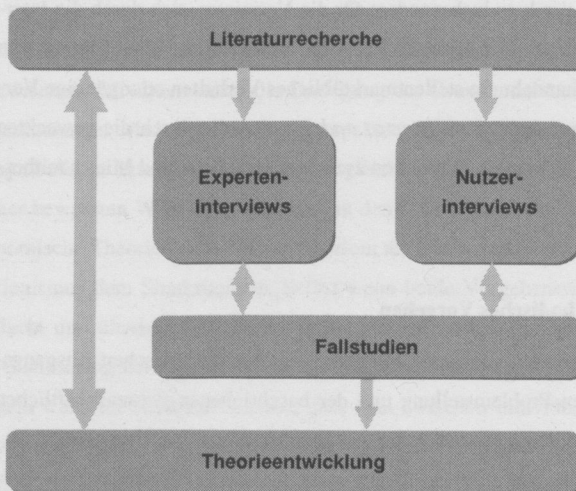 Literaturrecherche
Experten-
interviews
Nutzer-
interviews
Fallstudien
Theorieentwicklung